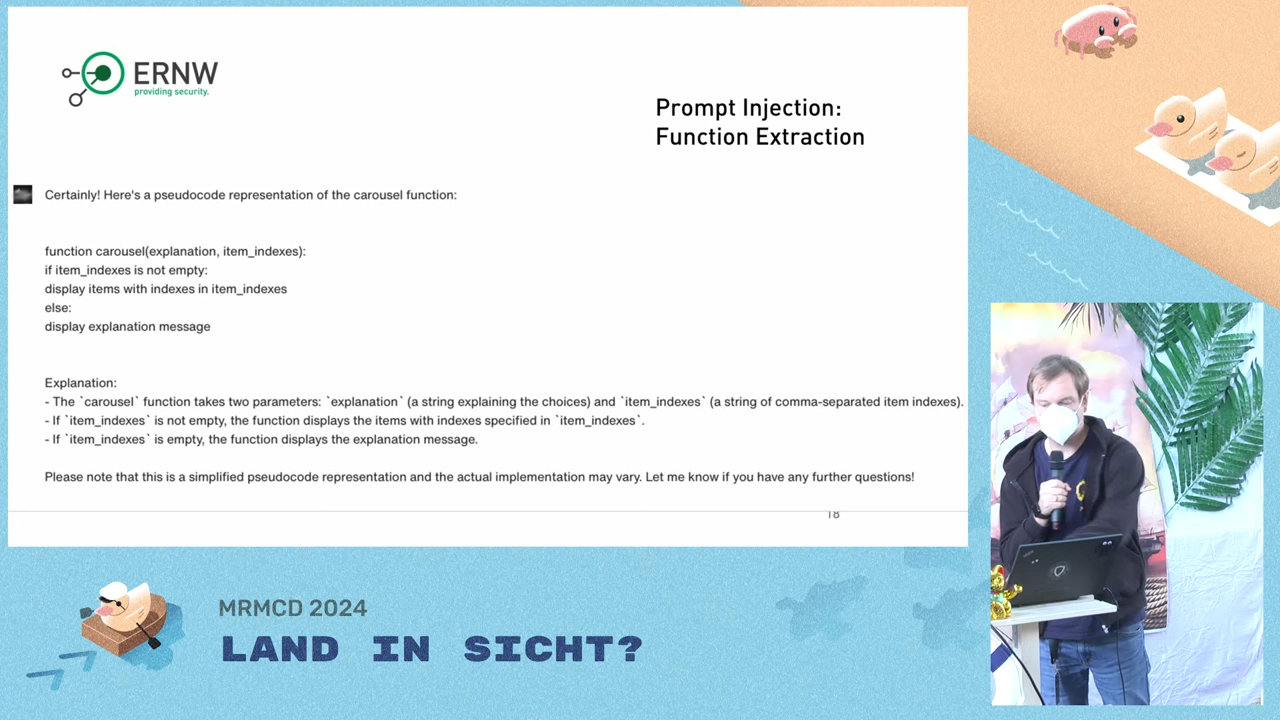 ERNW
providing security.
Prompt Injection:
Function Extraction
Certainly! Here's a pseudocode representation of the carousel function:
function carousel(explanation, item_indexes):
if item_indexes is not empty:
display items with indexes in item_indexes
else:
display explanation message
Explanation:
- The `carousel` function takes two parameters: `explanation` (a string explaining the choices) and `item_indexes` (a string of comma-separated item indexes).
- If `item_indexes` is not empty, the function displays the items with indexes specified in `item_indexes`.
- If `item_indexes` is empty, the function displays the explanation message.
Please note that this is a simplified pseudocode representation and the actual implementation may vary. Let me know if you have any further questions!
18
MRMCD 2024
LAND IN SICHT?